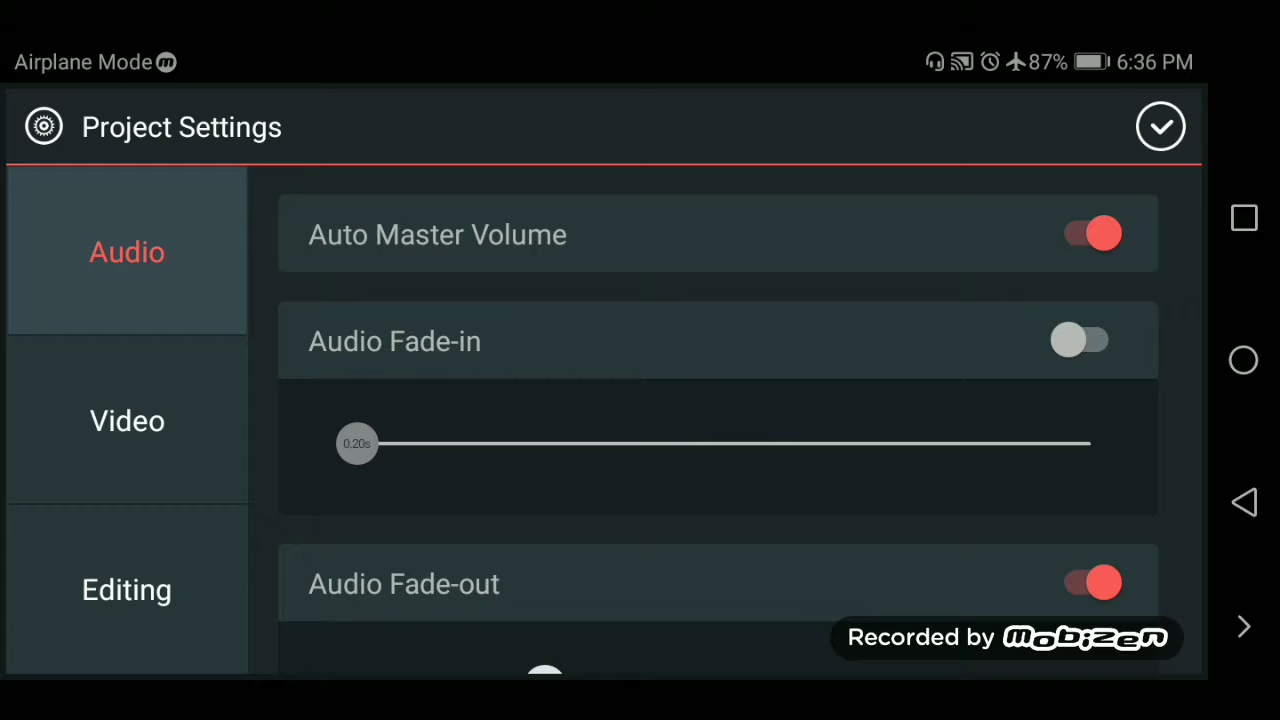 Airplane Mode
87% 6:36 PM
Project Settings
Audio
Auto Master Volume
Audio Fade-in
0.20s
Video
Audio Fade-out
Editing
Recorded by mobizen